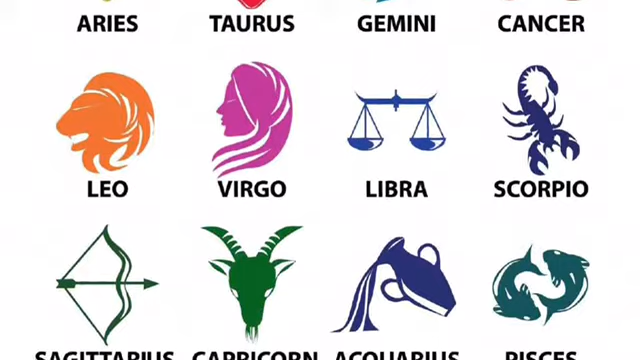 ARIES TAURUS GEMINI CANCER
LEO VIRGO LIBRA SCORPIO
SAGITTARIUS CAPRICORN ACQUARIUS PISCES